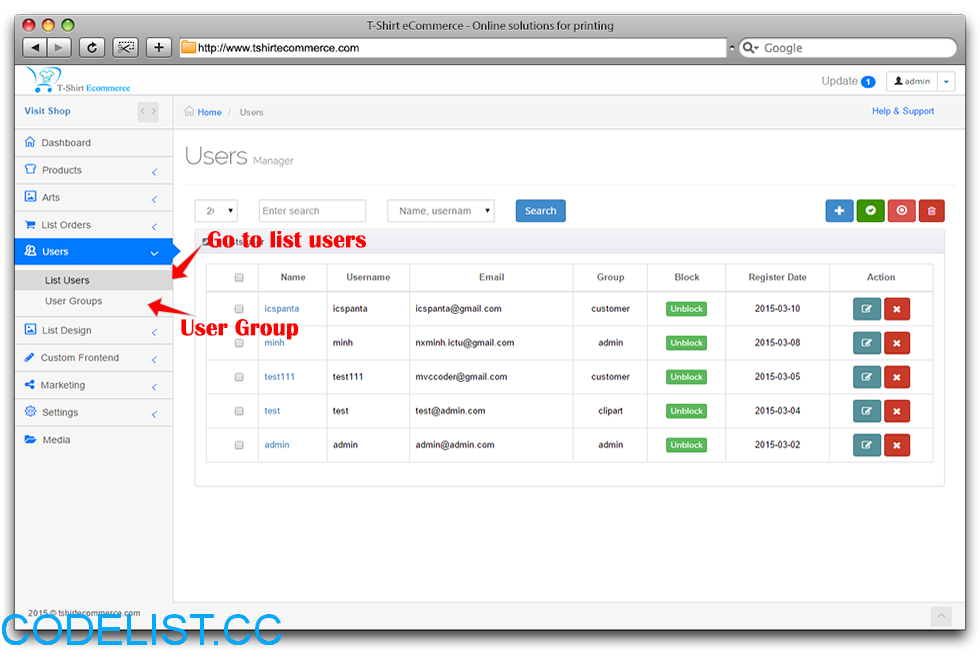 T-Shirt eCommerce - Online solutions for printing
http://www.tshirtecommerce.com
Google
T-Shirt Ecommerce
Update 1
admin
Visit Shop
Home / Users
Help & Support
Dashboard
Products
Arts
List Orders
Users
List Users
User Groups
List Design
Custom Frontend
Marketing
Settings
Media
Users Manager
Enter search
Name, usernam
Search
Go to list users
User Group
Name Username Email Group Block Register Date Action
icspanta icspanta icspanta@gmail.com customer Unblock 2015-03-10
minh minh nxminh.ictu@gmail.com admin Unblock 2015-03-08
test111 test111 mvccoder@gmail.com customer Unblock 2015-03-05
test test test@admin.com clipart Unblock 2015-03-04
admin admin admin@admin.com admin Unblock 2015-03-02
2015 © tshirtecommerce.com
CODELIST.CC